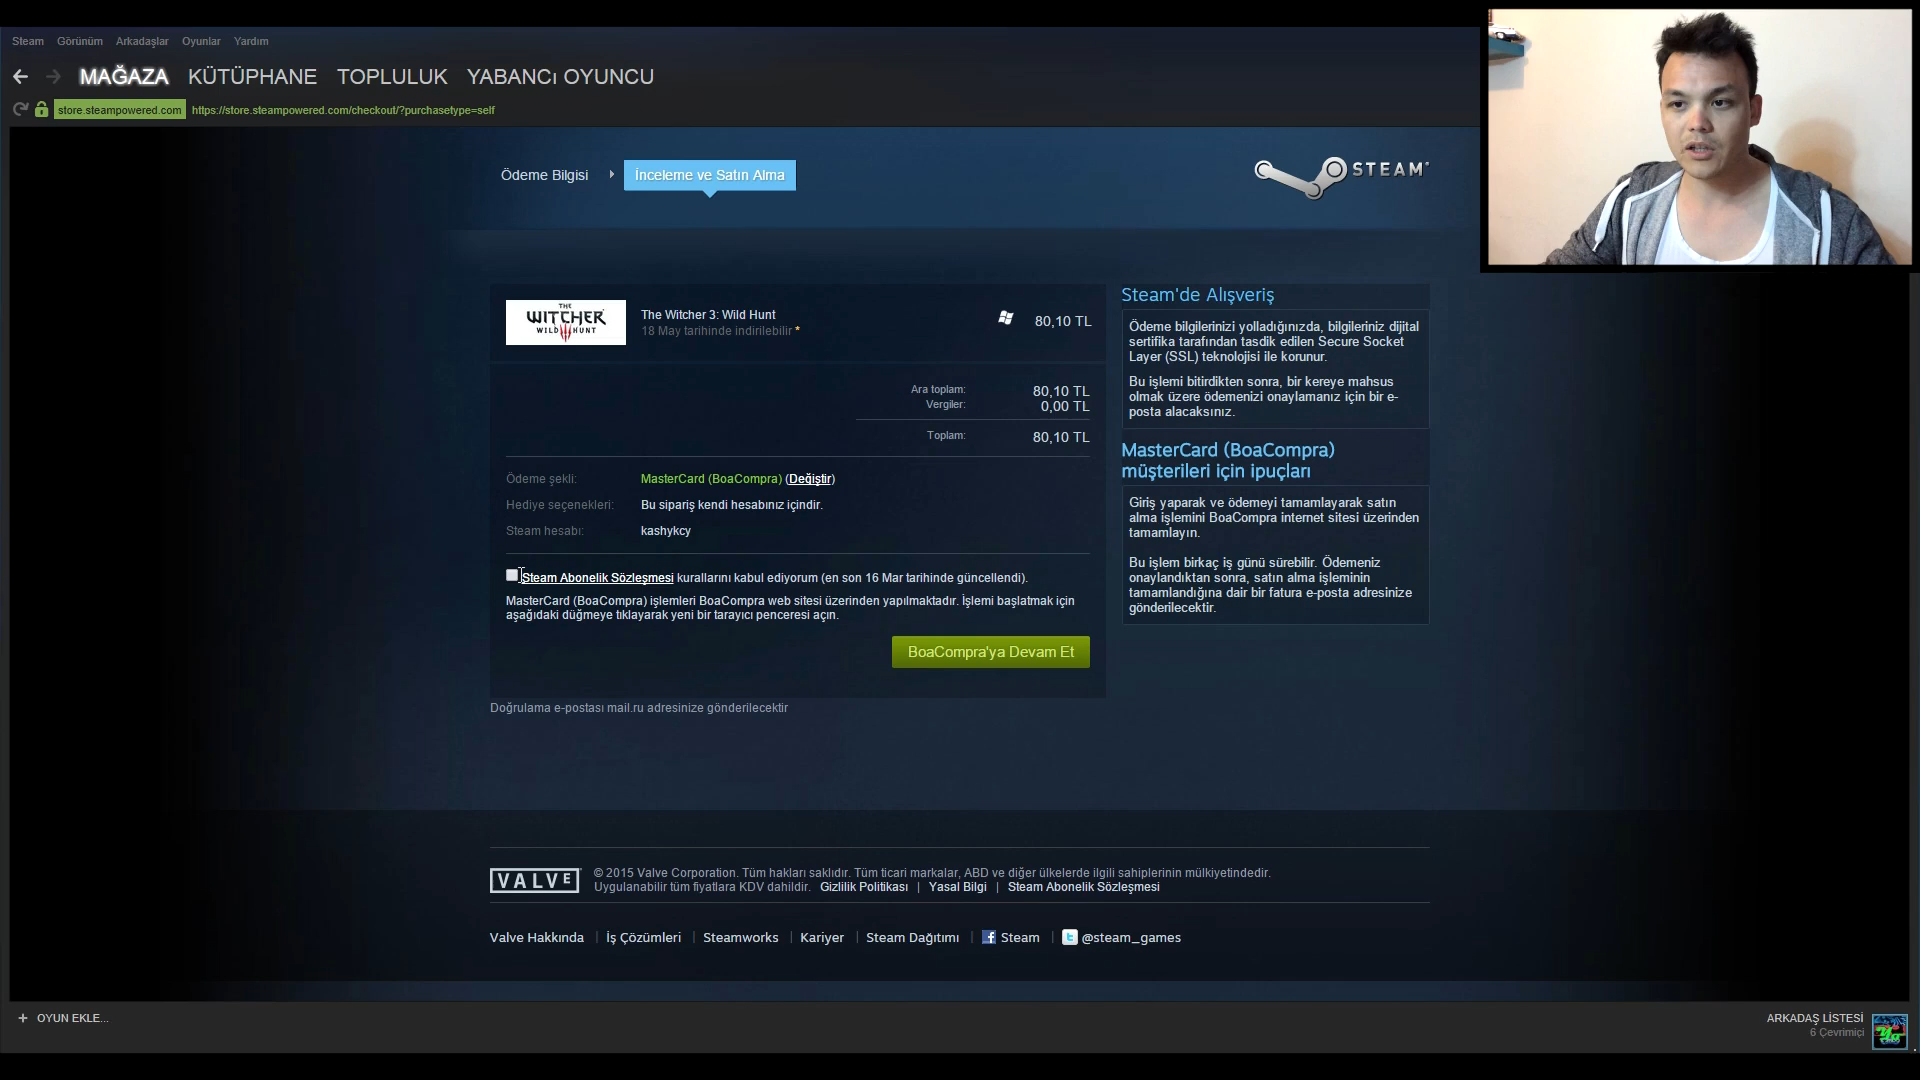 Steam Görünüm Arkadaşlar Oyunlar Yardım
MAĞAZA KÜTÜPHANE TOPLULUK YABANCı OYUNCU
store.steampowered.com https://store.steampowered.com/checkout/?purchasetype=self
Ödeme Bilgisi İnceleme ve Satın Alma
STEAM
THE WITCHER WILD HUNT
The Witcher 3: Wild Hunt
18 May tarihinde indirilebilir *
80,10 TL
Ara toplam: 80,10 TL
Vergiler: 0,00 TL
Toplam: 80,10 TL
Ödeme şekli: MasterCard (BoaCompra) (Değiştir)
Hediye seçenekleri: Bu sipariş kendi hesabınız içindir.
Steam hesabı: kashykcy
Steam Abonelik Sözleşmesi kurallarını kabul ediyorum (en son 16 Mar tarihinde güncellendi).
MasterCard (BoaCompra) işlemleri BoaCompra web sitesi üzerinden yapılmaktadır. İşlemi başlatmak için
aşağıdaki düğmeye tıklayarak yeni bir tarayıcı penceresi açın.
BoaCompra'ya Devam Et
Doğrulama e-postası mail.ru adresinize gönderilecektir
Steam'de Alışveriş
Ödeme bilgilerinizi yolladığınızda, bilgileriniz dijital
sertifika tarafından tasdik edilen Secure Socket
Layer (SSL) teknolojisi ile korunur.
Bu işlemi bitirdikten sonra, bir kereye mahsus
olmak üzere ödemenizi onaylamanız için bir e-
posta alacaksınız.
MasterCard (BoaCompra)
müşterileri için ipuçları
Giriş yaparak ve ödemeyi tamamlayarak satın
alma işlemini BoaCompra internet sitesi üzerinden
tamamlayın.
Bu işlem birkaç iş günü sürebilir. Ödemeniz
onaylandıktan sonra, satın alma işleminin
tamamlandığına dair bir fatura e-posta adresinize
gönderilecektir.
VALVE
© 2015 Valve Corporation. Tüm hakları saklıdır. Tüm ticari markalar, ABD ve diğer ülkelerde ilgili sahiplerinin mülkiyetindedir.
Uygulanabilir tüm fiyatlara KDV dahildir. Gizlilik Politikası | Yasal Bilgi | Steam Abonelik Sözleşmesi
Valve Hakkında | İş Çözümleri | Steamworks | Kariyer | Steam Dağıtımı | Steam | @steam_games
+ OYUN EKLE...
ARKADAŞ LİSTESİ
6 Çevrimiçi